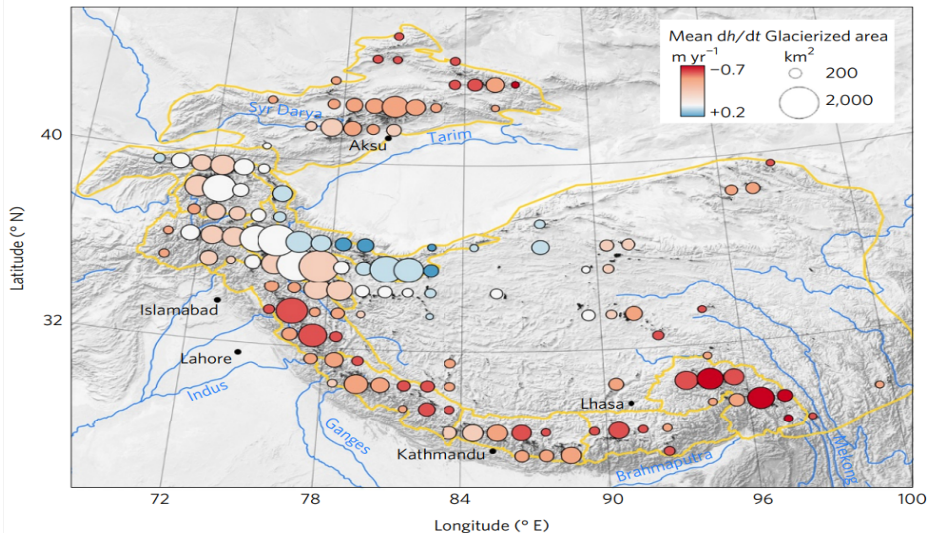 Mean dh/dt Glacierized area
m yr⁻¹ km²
−0.7 200
+0.2 2,000
Syr Darya
40
Tarim
Aksu
Latitude (° N)
Islamabad
32
Lahore
Indus
Lhasa
Ganges
Kathmandu
Brahmaputra
Mekong
72 78 84 90 96 100
Longitude (° E)